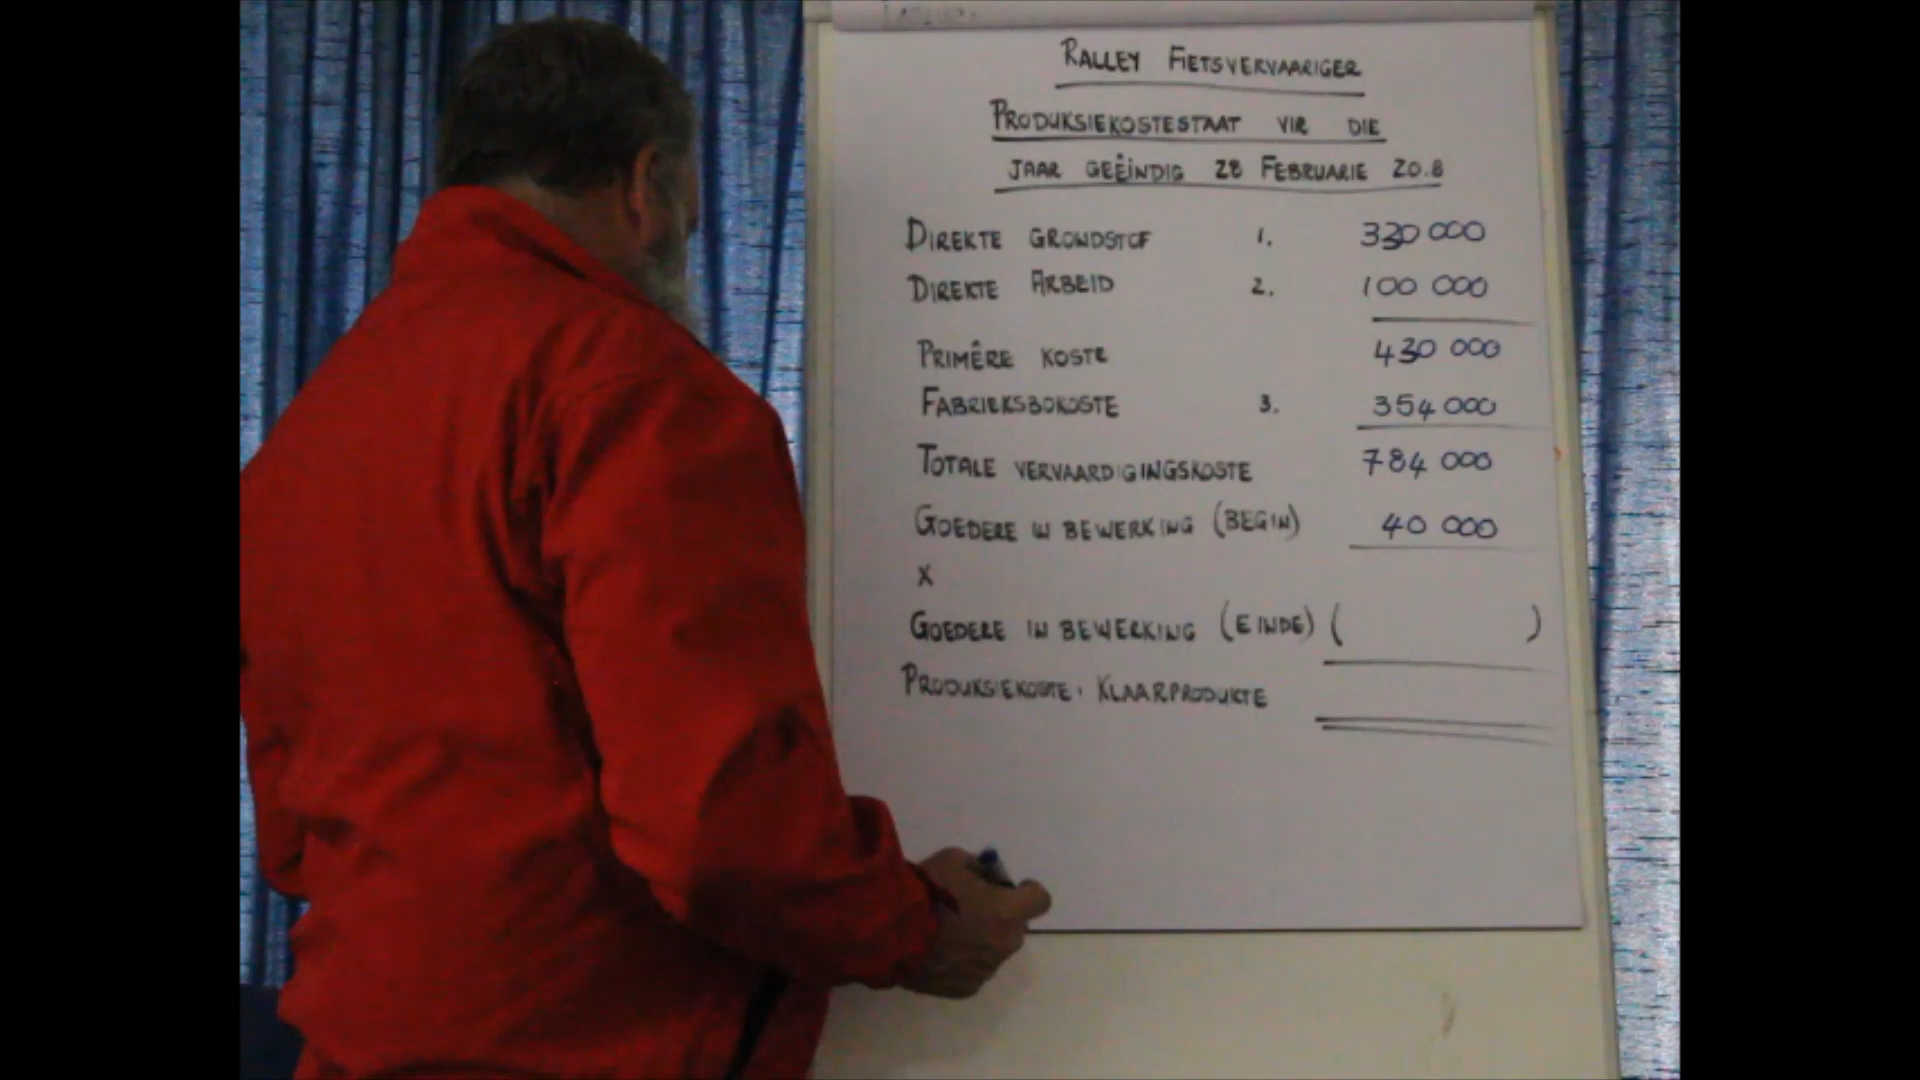 RALLEY FIETSVERVAARIGER
PRODUKSIEKOSTESTAAT VIR DIE
JAAR GEËINDIG 28 FEBRUARIE 20.8
DIREKTE GRONDSTOF 1. 330 000
DIREKTE ARBEID 2. 100 000
PRIMÊRE KOSTE 430 000
FABRIEKSBOKOSTE 3. 354 000
TOTALE VERVAARDIGINGSKOSTE 784 000
GOEDERE IN BEWERKING (BEGIN) 40 000
X
GOEDERE IN BEWERKING (EINDE) ( )
PRODUKSIEKOSTE: KLAARPRODUKTE